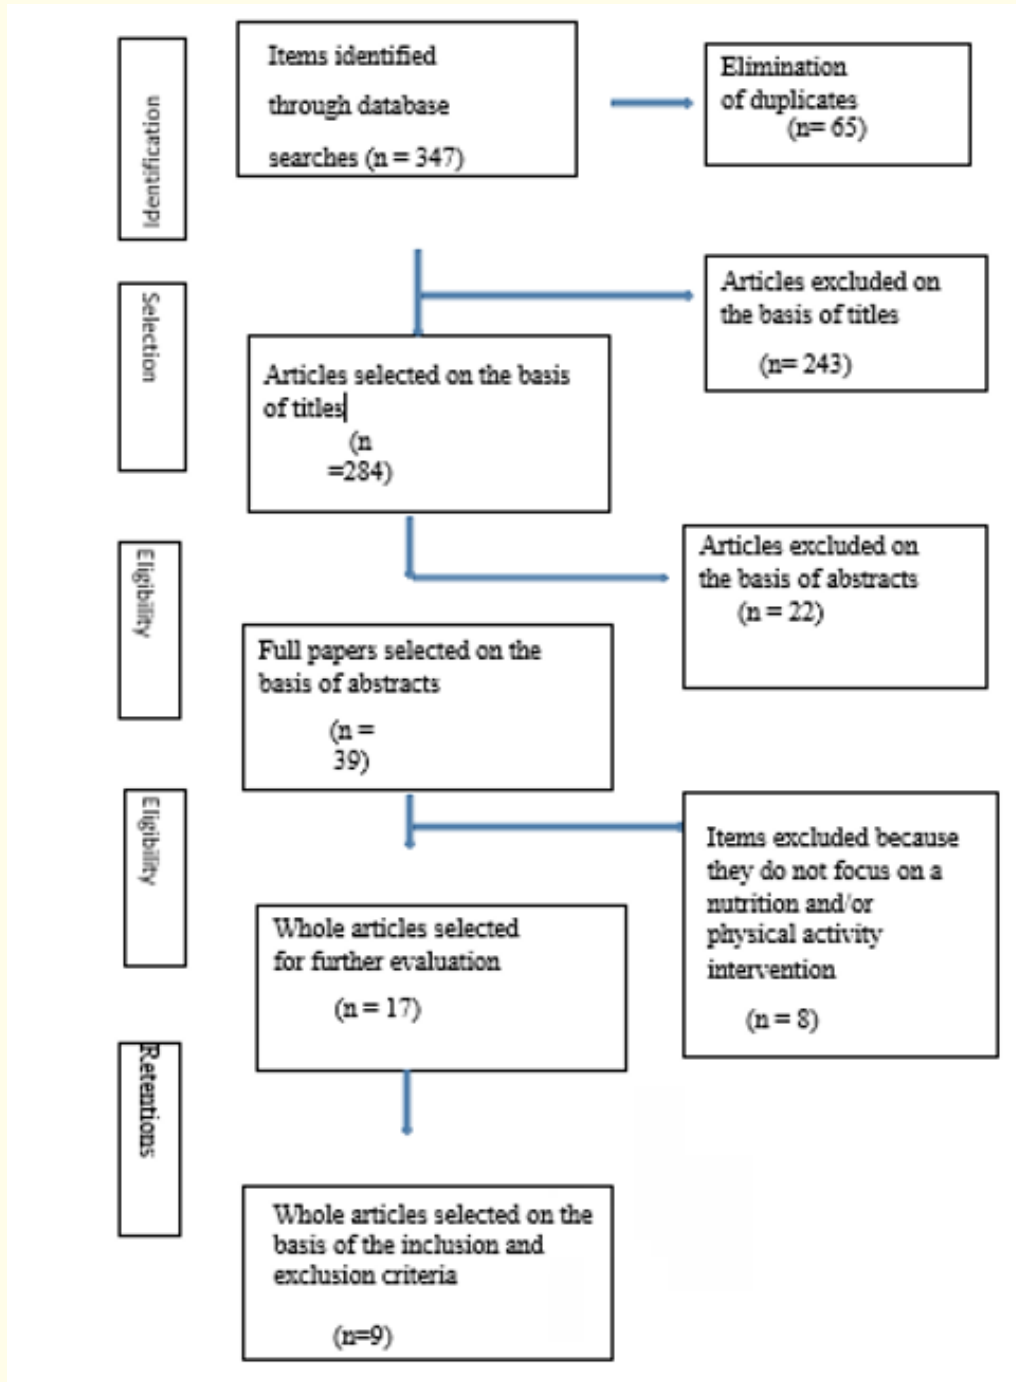 Identification
Items identified
through database
searches (n = 347)
Elimination
of duplicates
(n= 65)
Selection
Articles excluded on
the basis of titles
(n= 243)
Articles selected on the basis
of titles
(n
=284)
Eligibility
Articles excluded on
the basis of abstracts
(n = 22)
Full papers selected on the
basis of abstracts
(n =
39)
Eligibility
Items excluded because
they do not focus on a
nutrition and/or
physical activity
intervention
(n = 8)
Whole articles selected
for further evaluation
(n = 17)
Retentions
Whole articles selected on the
basis of the inclusion and
exclusion criteria
(n=9)